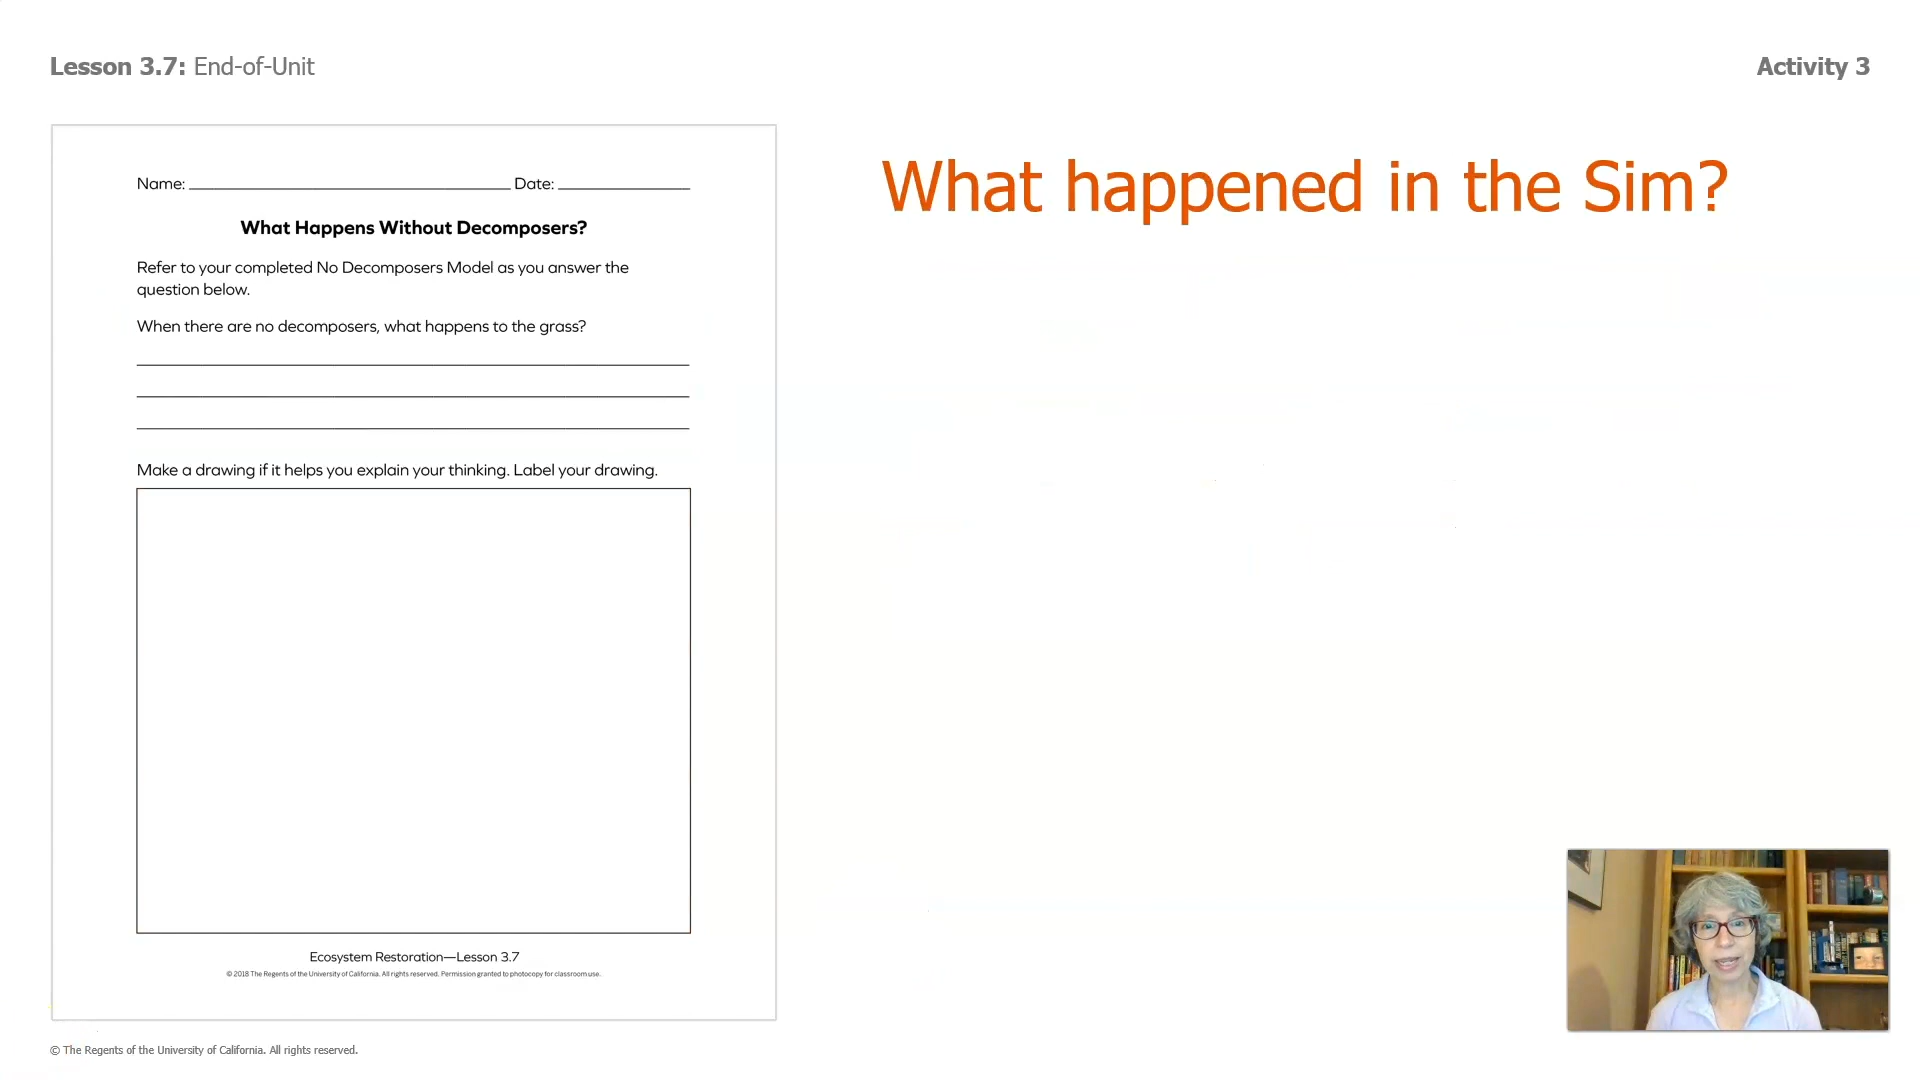 Lesson 3.7: End-of-Unit
Activity 3
Name: Date:
What Happens Without Decomposers?
Refer to your completed No Decomposers Model as you answer the
question below.
When there are no decomposers, what happens to the grass?
Make a drawing if it helps you explain your thinking. Label your drawing.
Ecosystem Restoration—Lesson 3.7
© 2018 The Regents of the University of California. All rights reserved. Permission granted to photocopy for classroom use.
What happened in the Sim?
© The Regents of the University of California. All rights reserved.